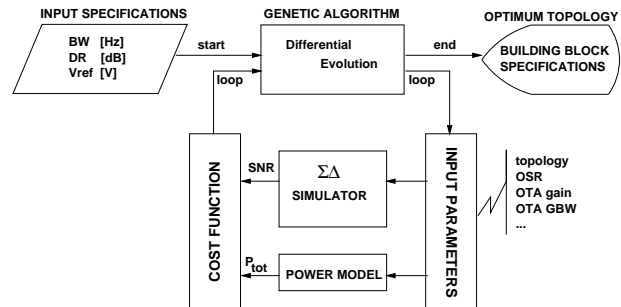 INPUT SPECIFICATIONS
GENETIC ALGORITHM
OPTIMUM TOPOLOGY
BW [Hz]
DR [dB]
Vref [V]
start
Differential
Evolution
end
BUILDING BLOCK
SPECIFICATIONS
loop
loop
COST FUNCTION
SNR
ΣΔ
SIMULATOR
INPUT PARAMETERS
topology
OSR
OTA gain
OTA GBW
...
Ptot
POWER MODEL